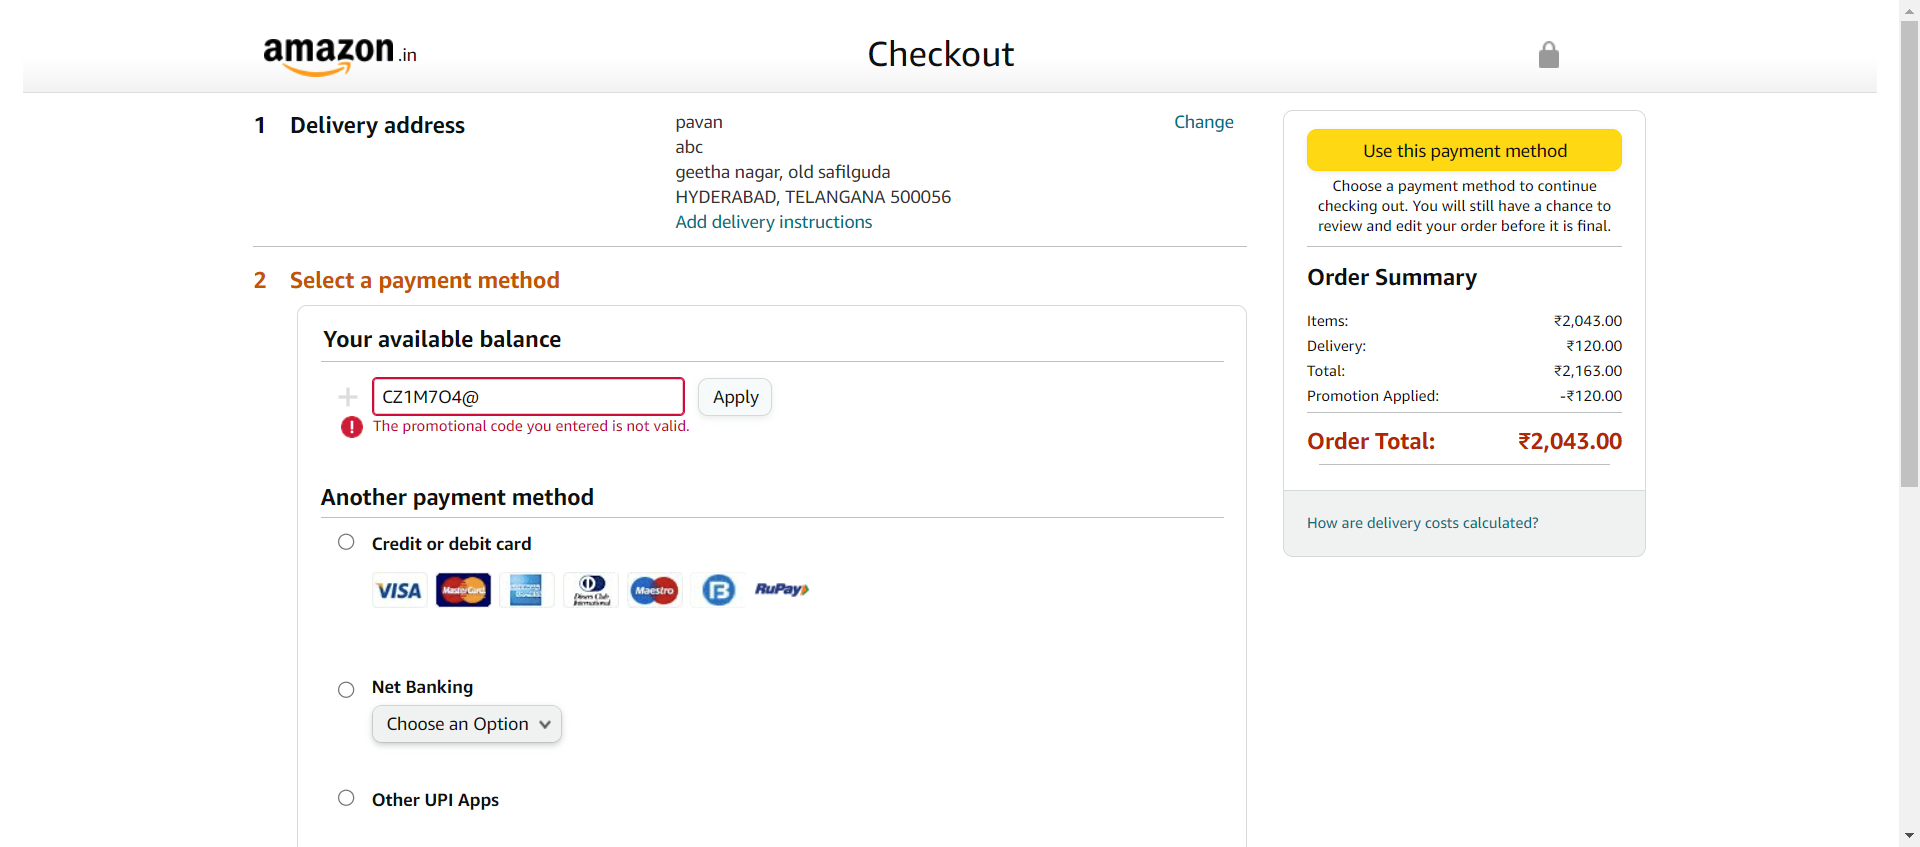 amazon.in
Checkout
1 Delivery address
pavan
abc
geetha nagar, old safilguda
HYDERABAD, TELANGANA 500056
Add delivery instructions
Change
2 Select a payment method
Your available balance
CZ1M7O4@
Apply
The promotional code you entered is not valid.
Another payment method
Credit or debit card
VISA MasterCard AMERICAN EXPRESS Diners Club International Maestro B RuPay
Net Banking
Choose an Option
Other UPI Apps
Use this payment method
Choose a payment method to continue
checking out. You will still have a chance to
review and edit your order before it is final.
Order Summary
Items: ₹2,043.00
Delivery: ₹120.00
Total: ₹2,163.00
Promotion Applied: -₹120.00
Order Total: ₹2,043.00
How are delivery costs calculated?